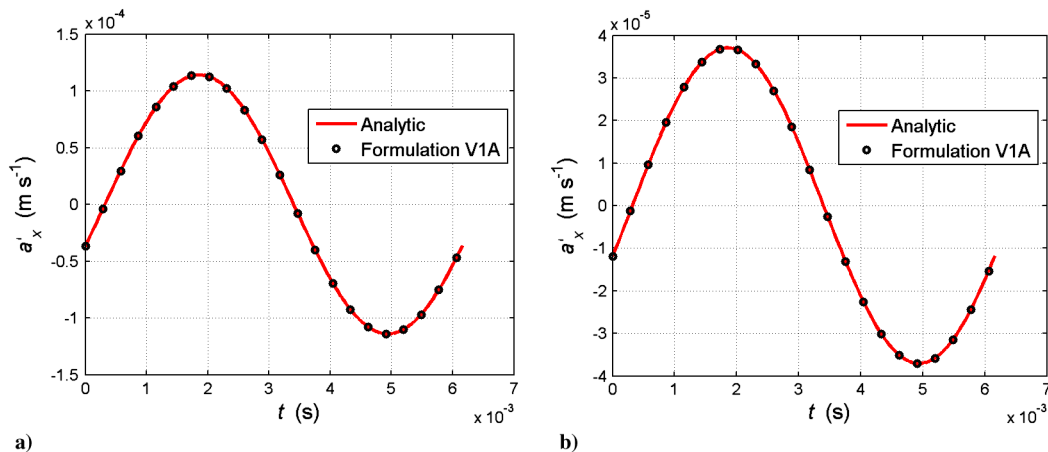 x 10⁻⁴
1.5
1
0.5
0
-0.5
-1
-1.5
a'ₓ (m s⁻¹)
0 1 2 3 4 5 6 7
t (s)
x 10⁻³
Analytic
Formulation V1A
a)
x 10⁻⁵
4
3
2
1
0
-1
-2
-3
-4
a'ₓ (m s⁻¹)
0 1 2 3 4 5 6 7
t (s)
x 10⁻³
Analytic
Formulation V1A
b)